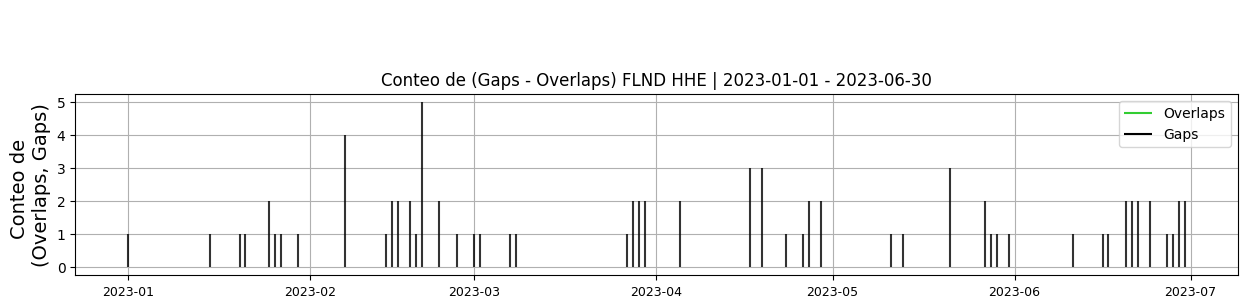 Conteo de (Gaps - Overlaps) FLND HHE | 2023-01-01 - 2023-06-30
Conteo de
(Overlaps, Gaps)
5
4
3
2
1
0
Overlaps
Gaps
2023-01
2023-02
2023-03
2023-04
2023-05
2023-06
2023-07